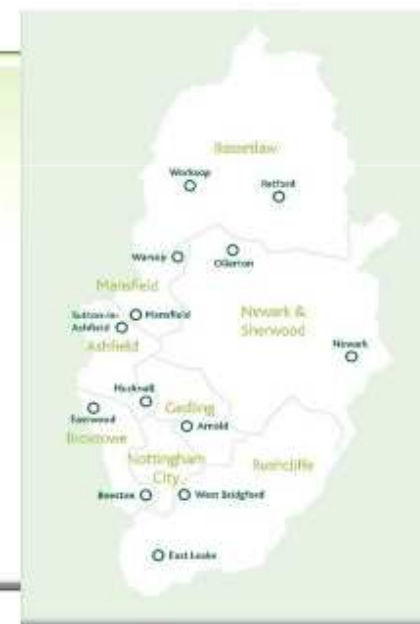 Bassetlaw
Worksop
Retford
Warsop
Ollerton
Mansfield
Sutton-in-
Ashfield
Mansfield
Ashfield
Newark &
Sherwood
Newark
Hucknall
Eastwood
Gedling
Arnold
Broxtowe
Nottingham
City
Rushcliffe
Beeston
West Bridgford
East Leake